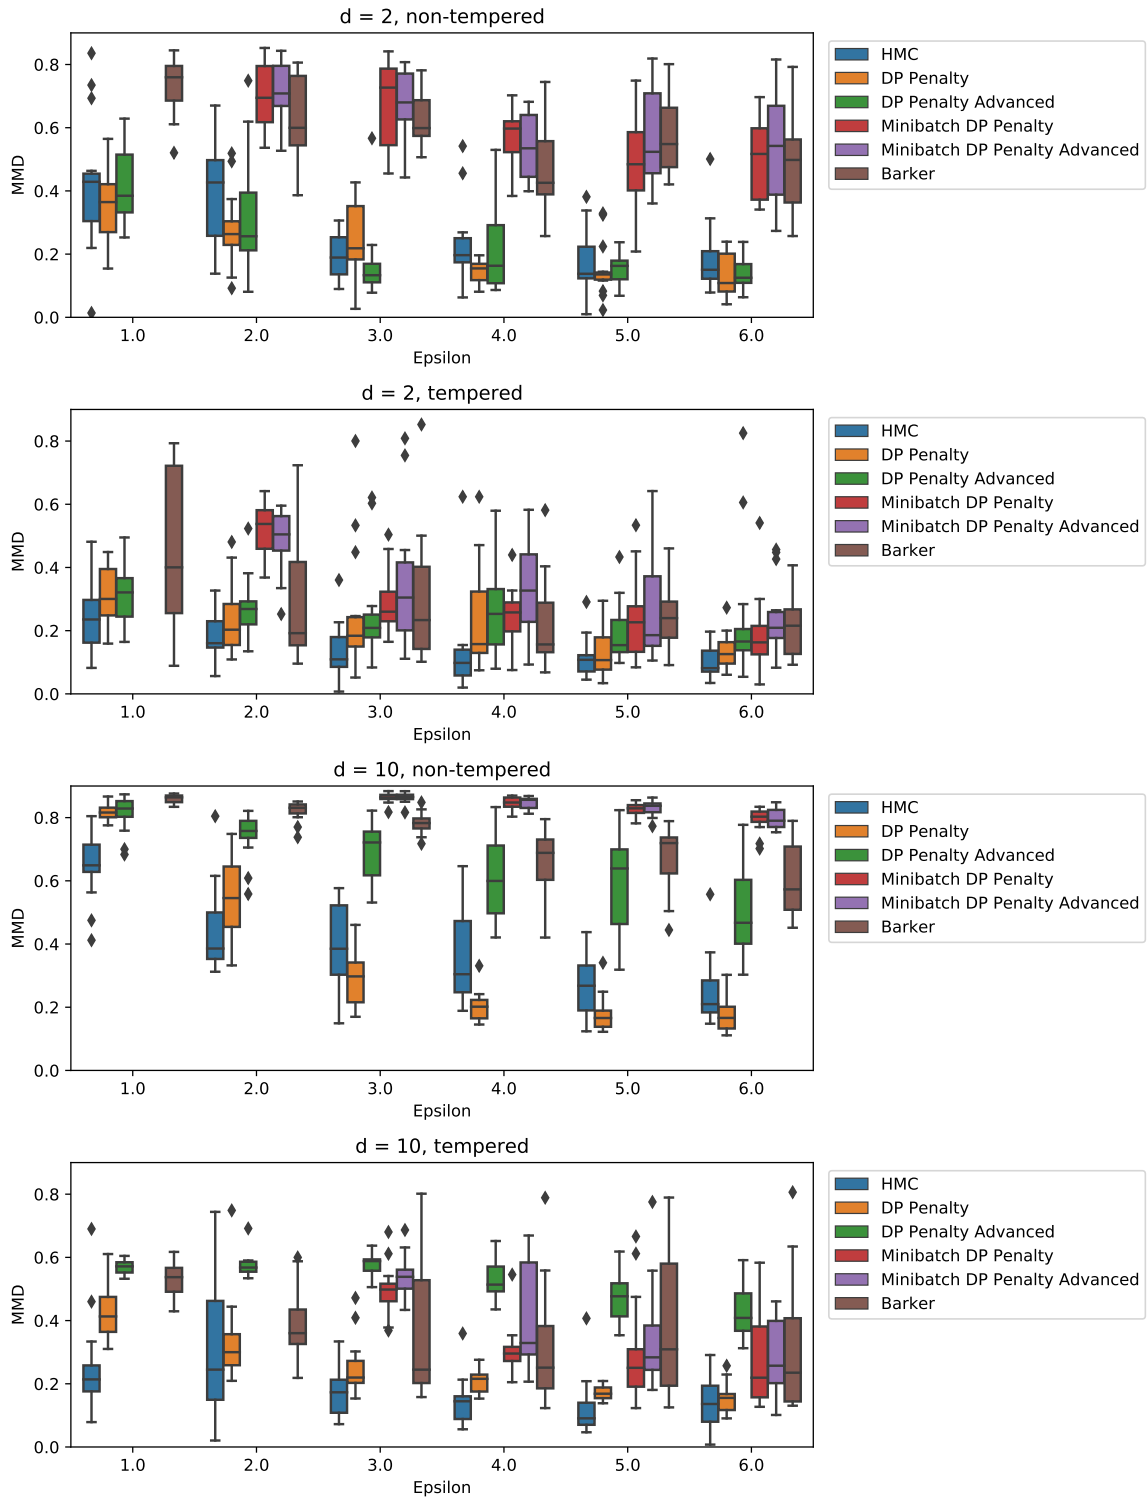 d = 2, non-tempered
MMD
0.8
0.6
0.4
0.2
0.0
1.0 2.0 3.0 4.0 5.0 6.0
Epsilon
HMC
DP Penalty
DP Penalty Advanced
Minibatch DP Penalty
Minibatch DP Penalty Advanced
Barker
d = 2, tempered
MMD
0.8
0.6
0.4
0.2
0.0
1.0 2.0 3.0 4.0 5.0 6.0
Epsilon
HMC
DP Penalty
DP Penalty Advanced
Minibatch DP Penalty
Minibatch DP Penalty Advanced
Barker
d = 10, non-tempered
MMD
0.8
0.6
0.4
0.2
0.0
1.0 2.0 3.0 4.0 5.0 6.0
Epsilon
HMC
DP Penalty
DP Penalty Advanced
Minibatch DP Penalty
Minibatch DP Penalty Advanced
Barker
d = 10, tempered
MMD
0.8
0.6
0.4
0.2
0.0
1.0 2.0 3.0 4.0 5.0 6.0
Epsilon
HMC
DP Penalty
DP Penalty Advanced
Minibatch DP Penalty
Minibatch DP Penalty Advanced
Barker